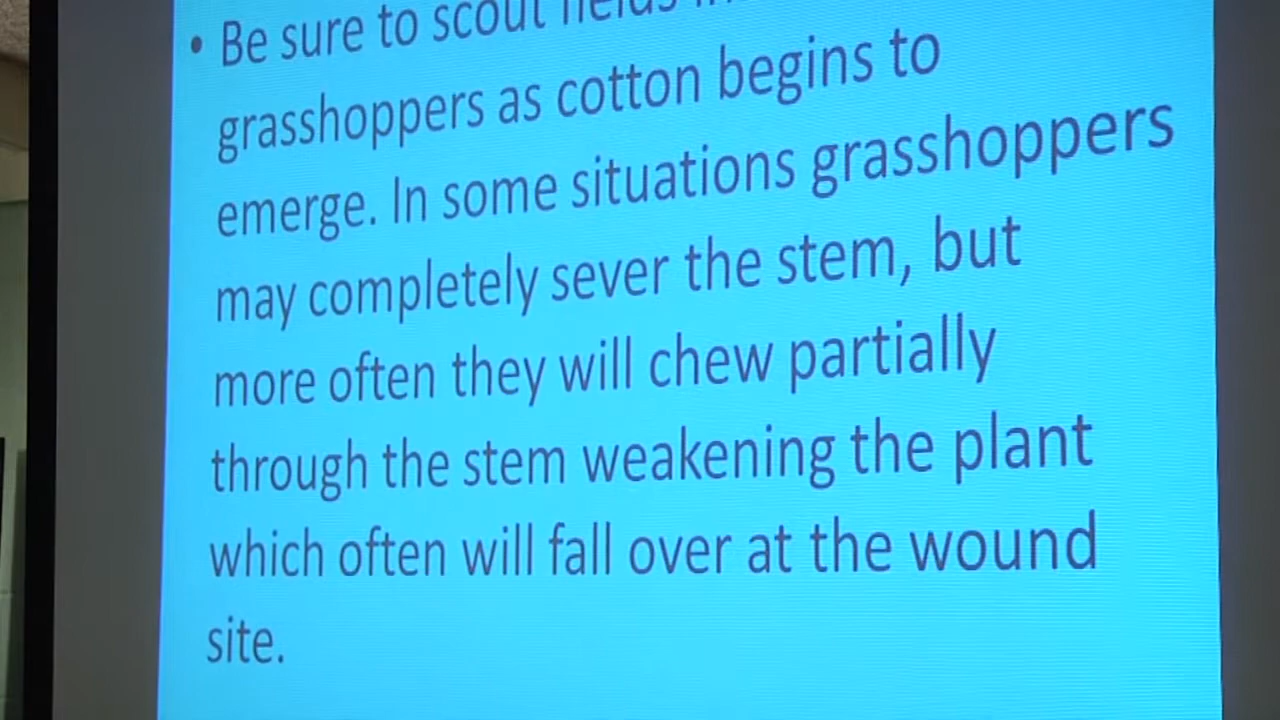 • Be sure to scout fields
grasshoppers as cotton begins to
emerge. In some situations grasshoppers
may completely sever the stem, but
more often they will chew partially
through the stem weakening the plant
which often will fall over at the wound
site.